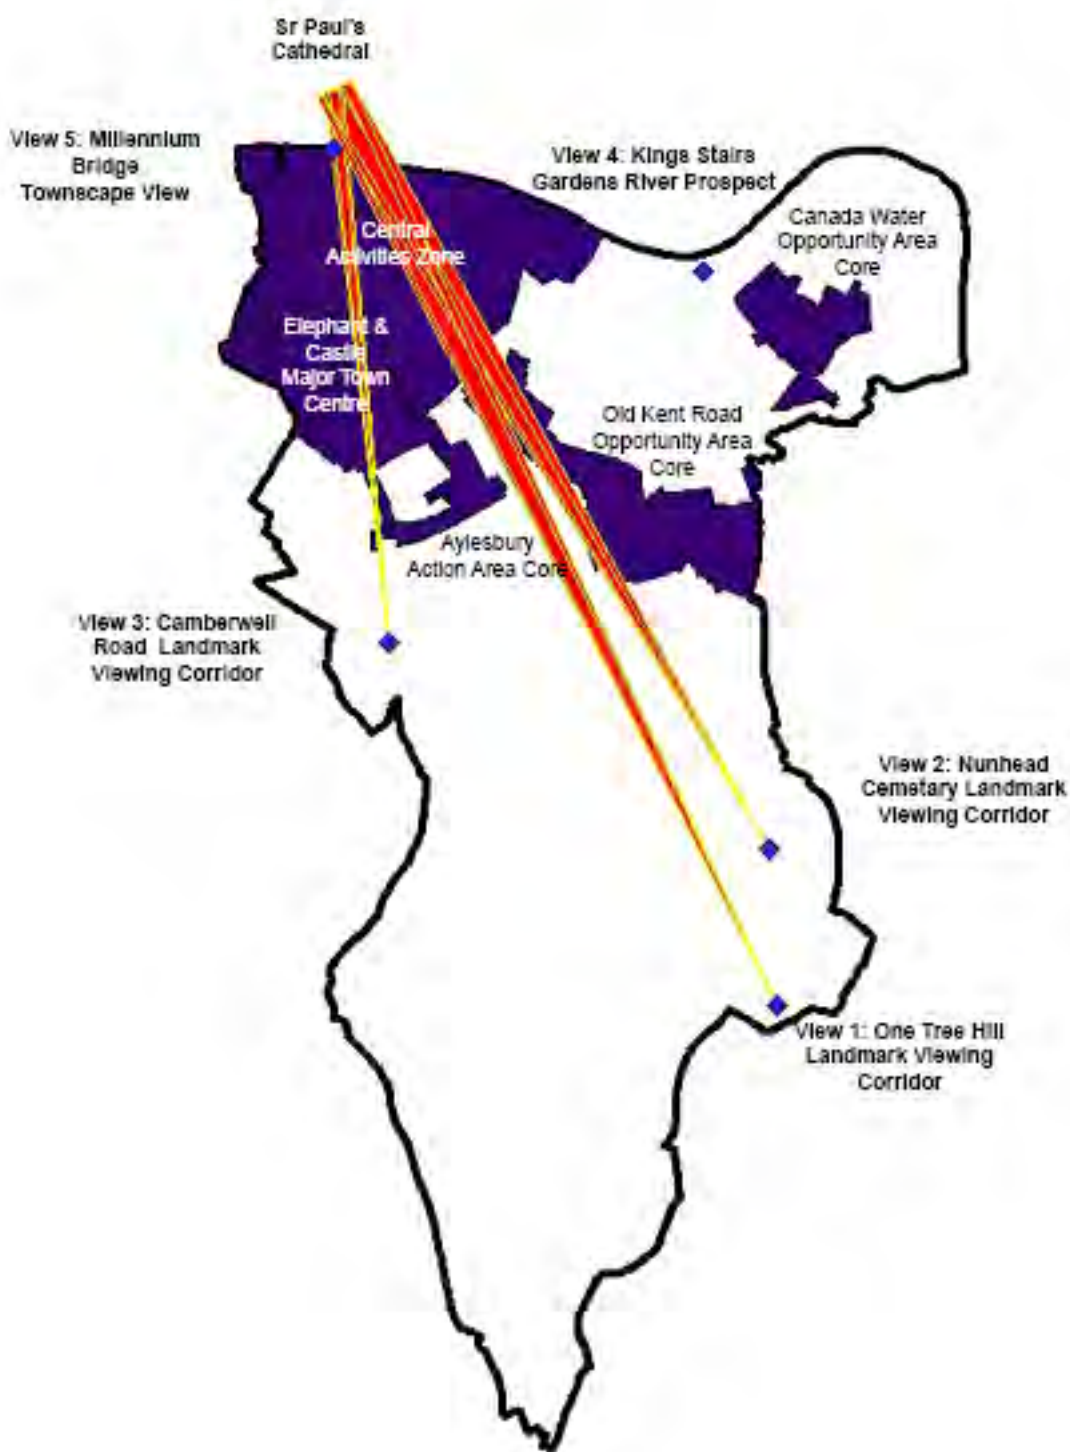 Sr Paul's
Cathedral
View 5: Millennium
Bridge
Townscape View
View 4: Kings Stairs
Gardens River Prospect
Canada Water
Opportunity Area
Core
Central
Activities Zone
Elephant &
Castle
Major Town
Centre
Old Kent Road
Opportunity Area
Core
Aylesbury
Action Area Core
View 3: Camberwell
Road Landmark
Viewing Corridor
View 2: Nunhead
Cemetary Landmark
Viewing Corridor
View 1: One Tree Hill
Landmark Viewing
Corridor